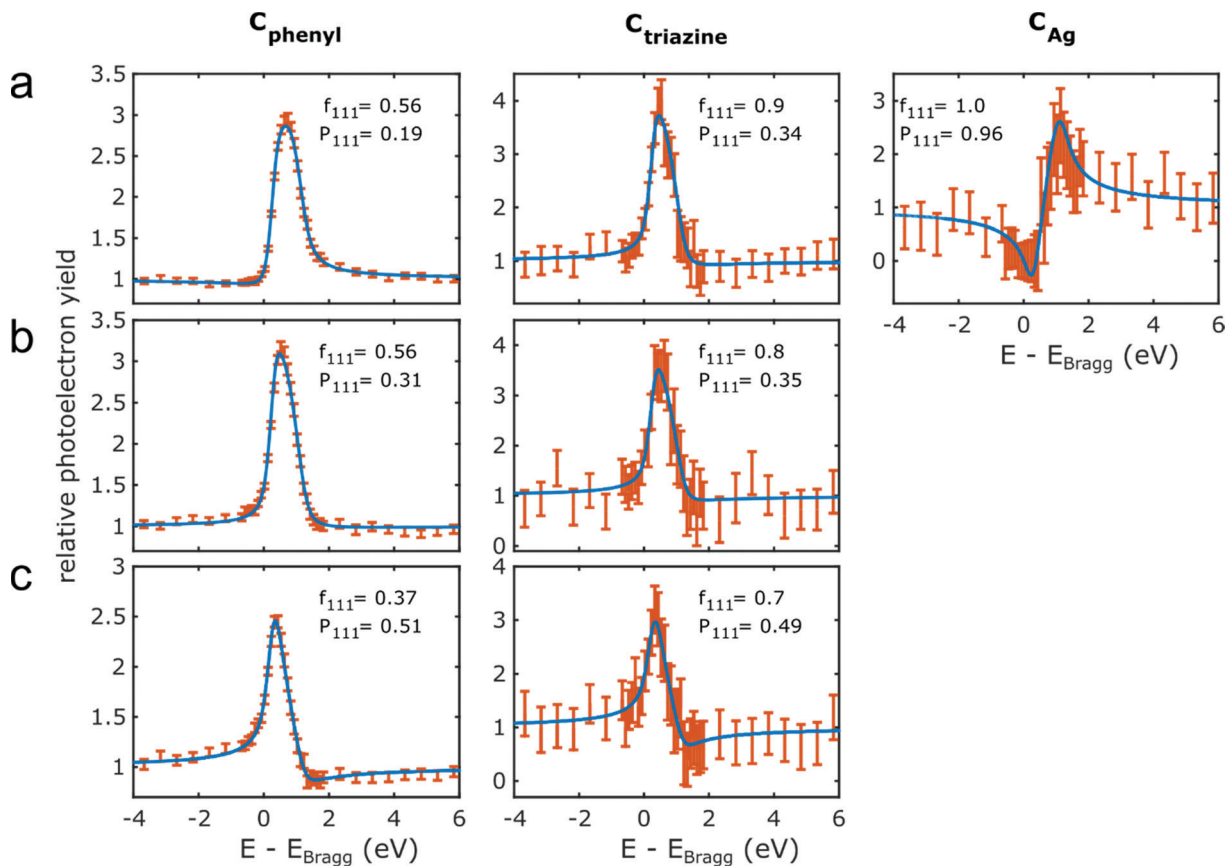 C_phenyl
C_triazine
C_Ag
a
b
c
relative photoelectron yield
3.5
3
2.5
2
1.5
1
f_111= 0.56
P_111= 0.19
4
3
2
1
f_111= 0.9
P_111= 0.34
3
2
1
0
f_111= 1.0
P_111= 0.96
-4 -2 0 2 4 6
E - E_Bragg (eV)
3.5
3
2.5
2
1.5
1
f_111= 0.56
P_111= 0.31
4
3
2
1
0
f_111= 0.8
P_111= 0.35
3
2.5
2
1.5
1
f_111= 0.37
P_111= 0.51
-4 -2 0 2 4 6
E - E_Bragg (eV)
4
3
2
1
0
f_111= 0.7
P_111= 0.49
-4 -2 0 2 4 6
E - E_Bragg (eV)